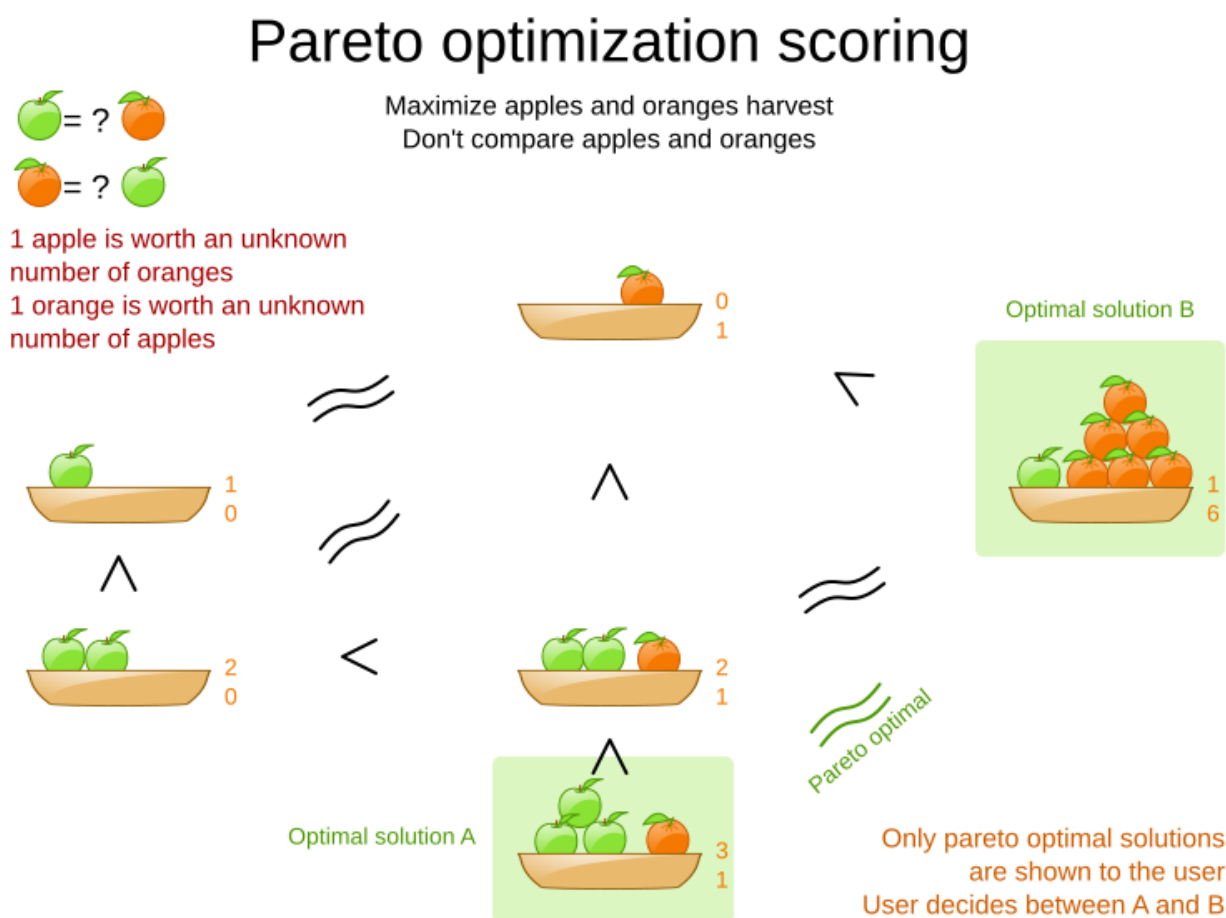 Pareto optimization scoring
Maximize apples and oranges harvest
Don't compare apples and oranges
= ?
= ?
1 apple is worth an unknown
number of oranges
1 orange is worth an unknown
number of apples
0
1
Optimal solution B
1
0
1
6
2
0
2
1
Pareto optimal
Optimal solution A
3
1
Only pareto optimal solutions
are shown to the user
User decides between A and B